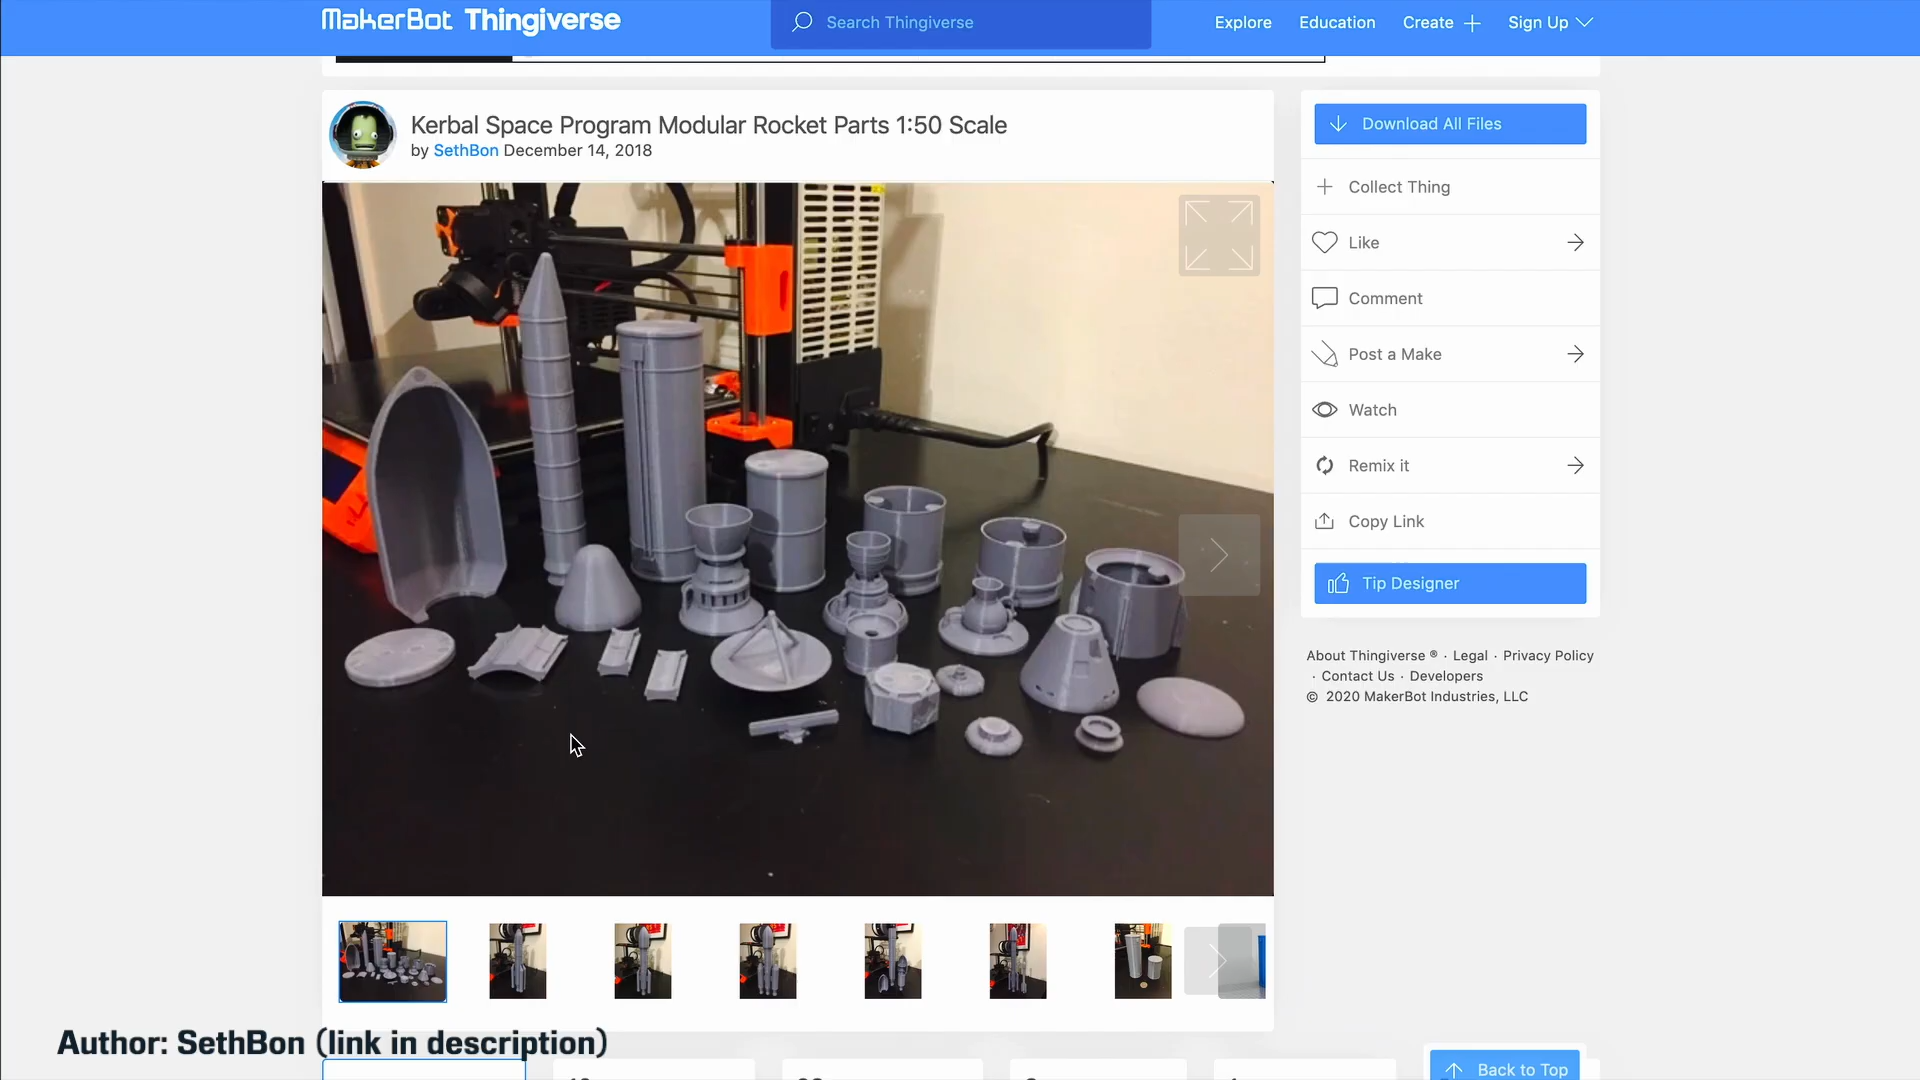 MakerBot Thingiverse
Search Thingiverse
Explore
Education
Create
Sign Up
Kerbal Space Program Modular Rocket Parts 1:50 Scale
by SethBon December 14, 2018
Download All Files
Collect Thing
Like
Comment
Post a Make
Watch
Remix it
Copy Link
Tip Designer
About Thingiverse ® · Legal · Privacy Policy
· Contact Us · Developers
© 2020 MakerBot Industries, LLC
Author: SethBon (link in description)
Back to Top